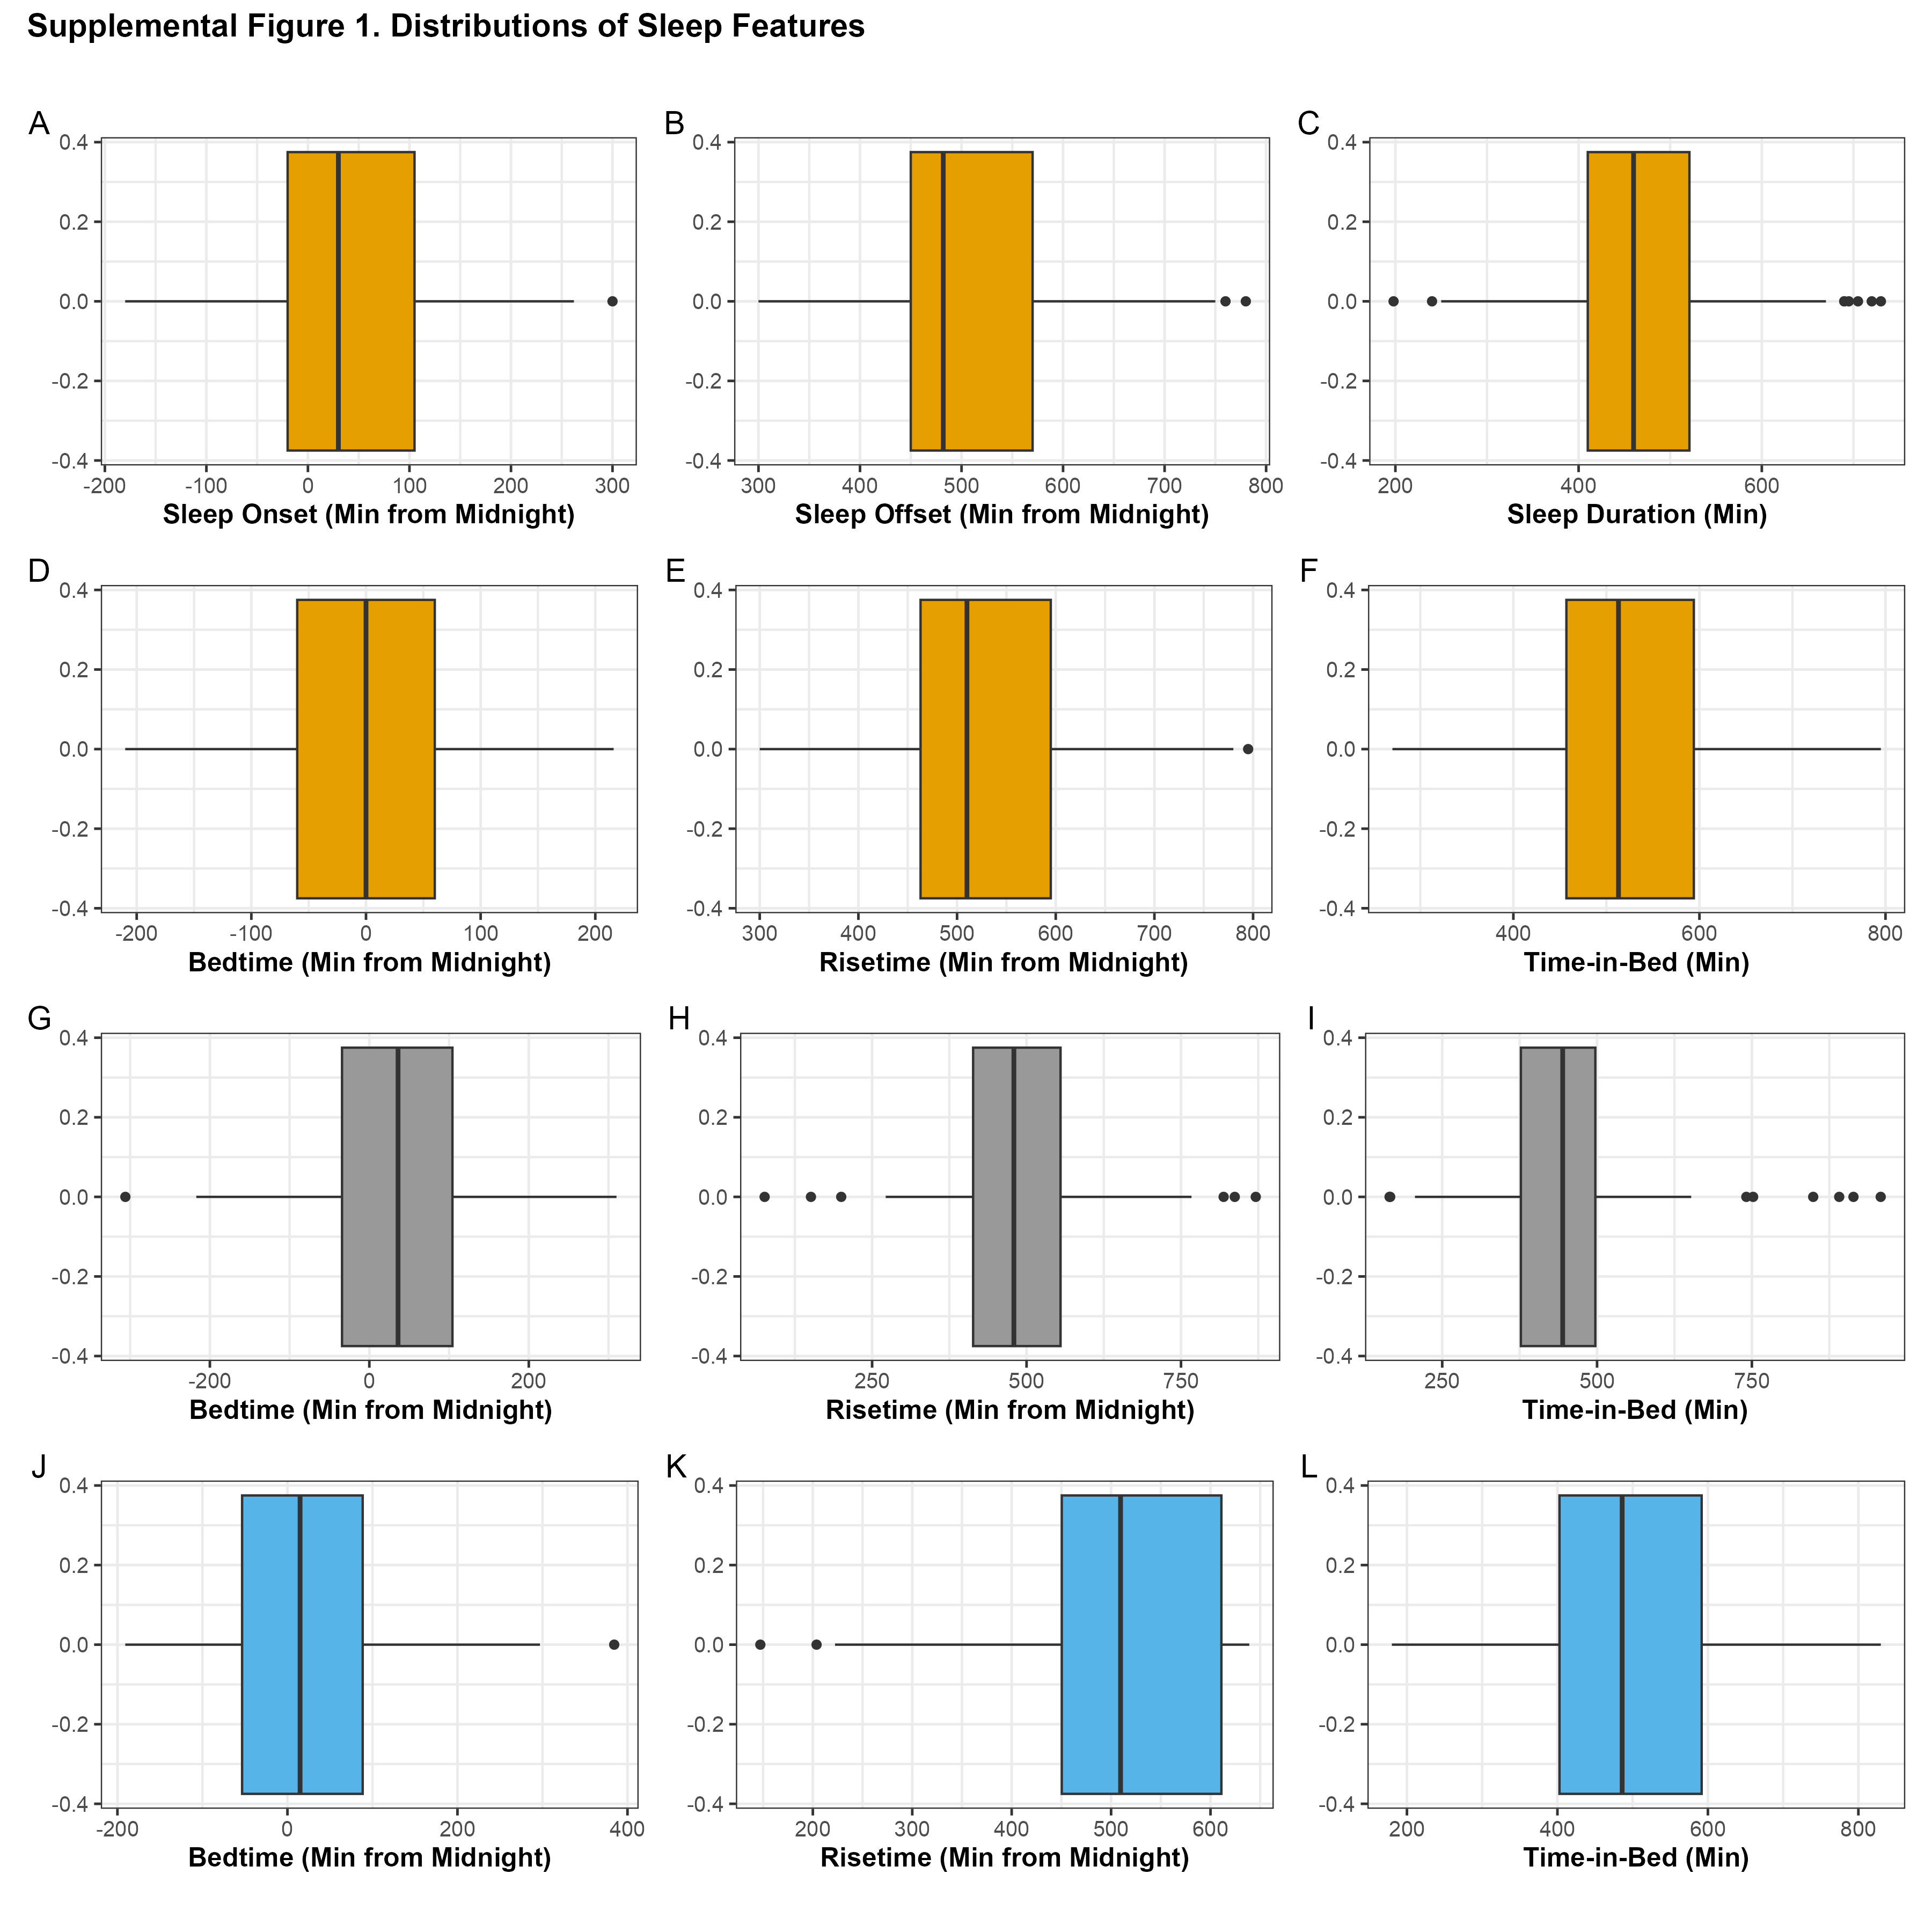 Supplemental Figure 1. Distributions of Sleep Features
A
0.4
0.2
0.0
-0.2
-0.4
-200 -100 0 100 200 300
Sleep Onset (Min from Midnight)
B
0.4
0.2
0.0
-0.2
-0.4
300 400 500 600 700 800
Sleep Offset (Min from Midnight)
C
0.4
0.2
0.0
-0.2
-0.4
200 400 600
Sleep Duration (Min)
D
0.4
0.2
0.0
-0.2
-0.4
-200 -100 0 100 200
Bedtime (Min from Midnight)
E
0.4
0.2
0.0
-0.2
-0.4
300 400 500 600 700 800
Risetime (Min from Midnight)
F
0.4
0.2
0.0
-0.2
-0.4
400 600 800
Time-in-Bed (Min)
G
0.4
0.2
0.0
-0.2
-0.4
-200 0 200
Bedtime (Min from Midnight)
H
0.4
0.2
0.0
-0.2
-0.4
250 500 750
Risetime (Min from Midnight)
I
0.4
0.2
0.0
-0.2
-0.4
250 500 750
Time-in-Bed (Min)
J
0.4
0.2
0.0
-0.2
-0.4
-200 0 200 400
Bedtime (Min from Midnight)
K
0.4
0.2
0.0
-0.2
-0.4
200 300 400 500 600
Risetime (Min from Midnight)
L
0.4
0.2
0.0
-0.2
-0.4
200 400 600 800
Time-in-Bed (Min)